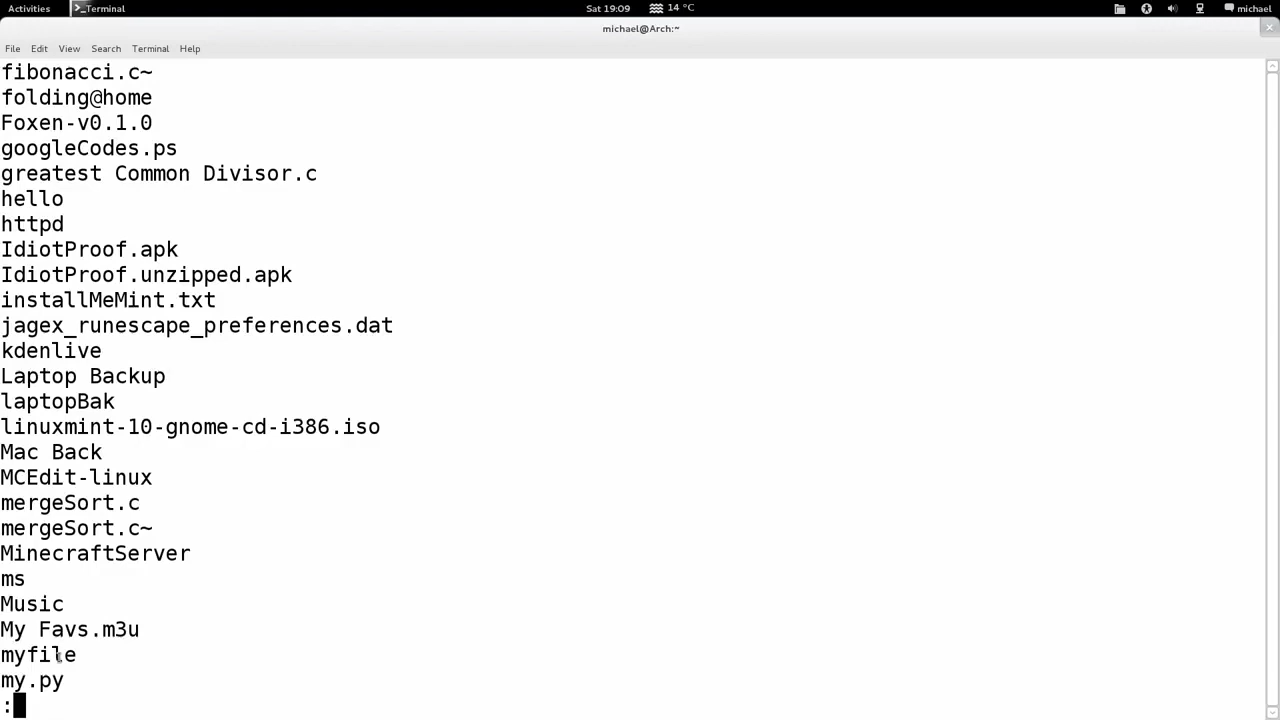 Activities Terminal Sat 19:09 14 °C michael
michael@Arch:~
File Edit View Search Terminal Help
fibonacci.c~
folding@home
Foxen-v0.1.0
googleCodes.ps
greatest Common Divisor.c
hello
httpd
IdiotProof.apk
IdiotProof.unzipped.apk
installMeMint.txt
jagex_runescape_preferences.dat
kdenlive
Laptop Backup
laptopBak
linuxmint-10-gnome-cd-i386.iso
Mac Back
MCEdit-linux
mergeSort.c
mergeSort.c~
MinecraftServer
ms
Music
My Favs.m3u
myfile
my.py
: